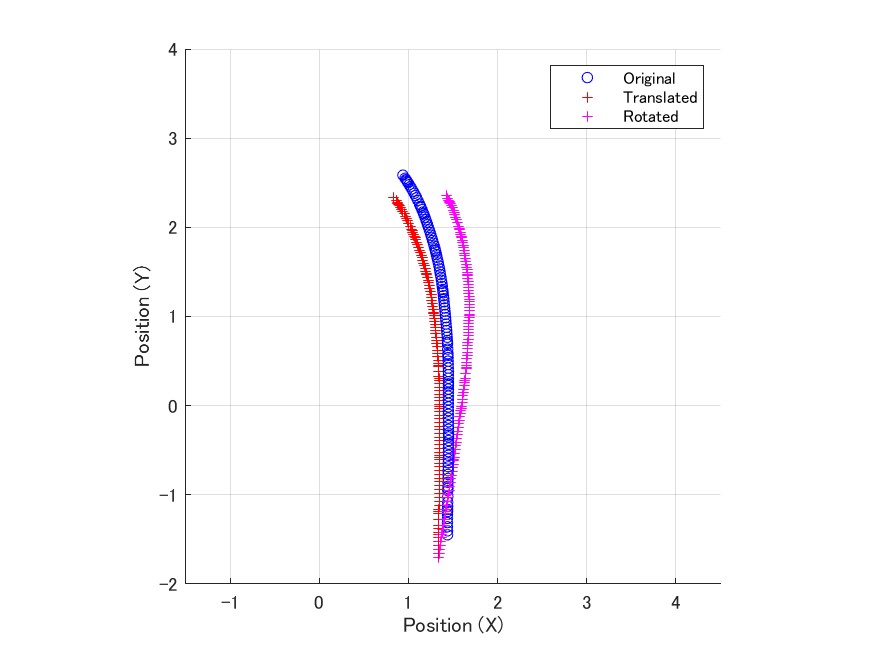 4
3
2
1
0
−1
−2
−1
0
1
2
3
4
Position (X)
Position (Y)
Original
Translated
Rotated